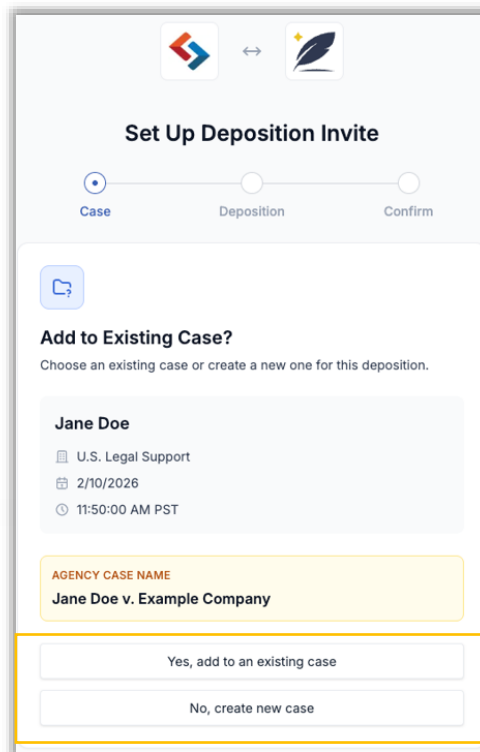 Set Up Deposition Invite
Case
Deposition
Confirm
Add to Existing Case?
Choose an existing case or create a new one for this deposition.
Jane Doe
U.S. Legal Support
2/10/2026
11:50:00 AM PST
AGENCY CASE NAME
Jane Doe v. Example Company
Yes, add to an existing case
No, create new case